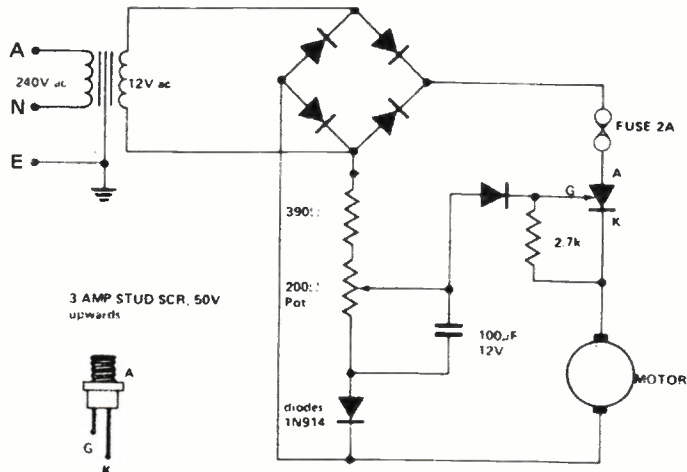 A
240V ac
N
E
12V ac
FUSE 2A
A
G
K
390Ω
200Ω
Pot
2.7k
100µF
12V
3 AMP STUD SCR, 50V
upwards
A
G
K
diodes
1N914
MOTOR